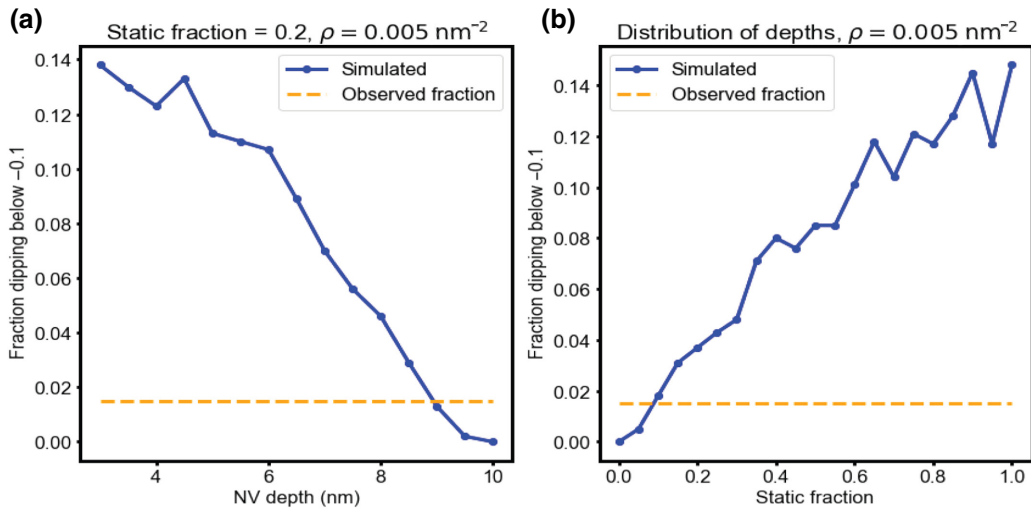 (a)
Static fraction = 0.2, ρ = 0.005 nm⁻²
Simulated
Observed fraction
Fraction dipping below −0.1
0.14
0.12
0.10
0.08
0.06
0.04
0.02
0.00
4
6
8
10
NV depth (nm)
(b)
Distribution of depths, ρ = 0.005 nm⁻²
Simulated
Observed fraction
Fraction dipping below −0.1
0.14
0.12
0.10
0.08
0.06
0.04
0.02
0.00
0.0
0.2
0.4
0.6
0.8
1.0
Static fraction